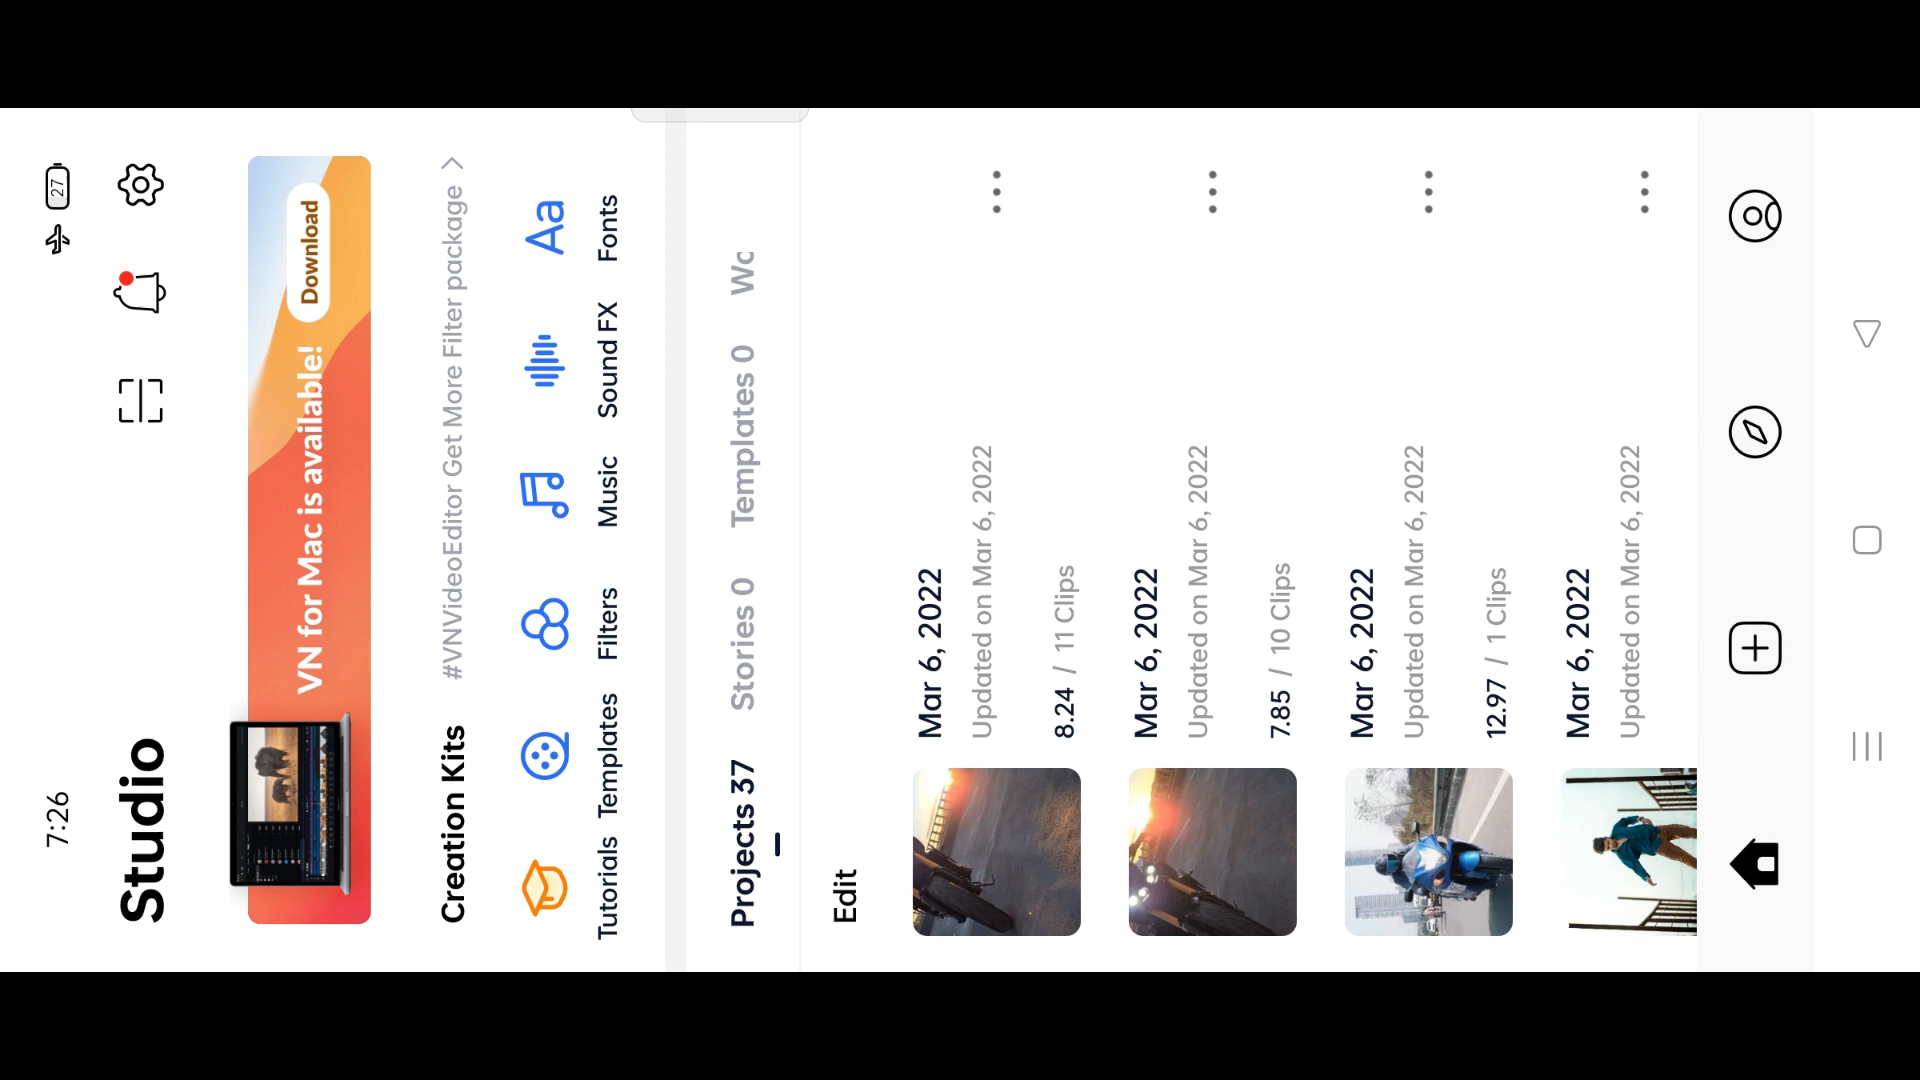 7:26
27
Studio
VN for Mac is available!
Download
Creation Kits
#VNVideoEditor Get More Filter package
Tutorials
Templates
Filters
Music
Aa
Sound FX
Fonts
Projects 37
Stories 0
Templates 0
Wc
Edit
Mar 6, 2022
Updated on Mar 6, 2022
8.24 / 11 Clips
Mar 6, 2022
Updated on Mar 6, 2022
7.85 / 10 Clips
Mar 6, 2022
Updated on Mar 6, 2022
12.97 / 1 Clips
Mar 6, 2022
Updated on Mar 6, 2022